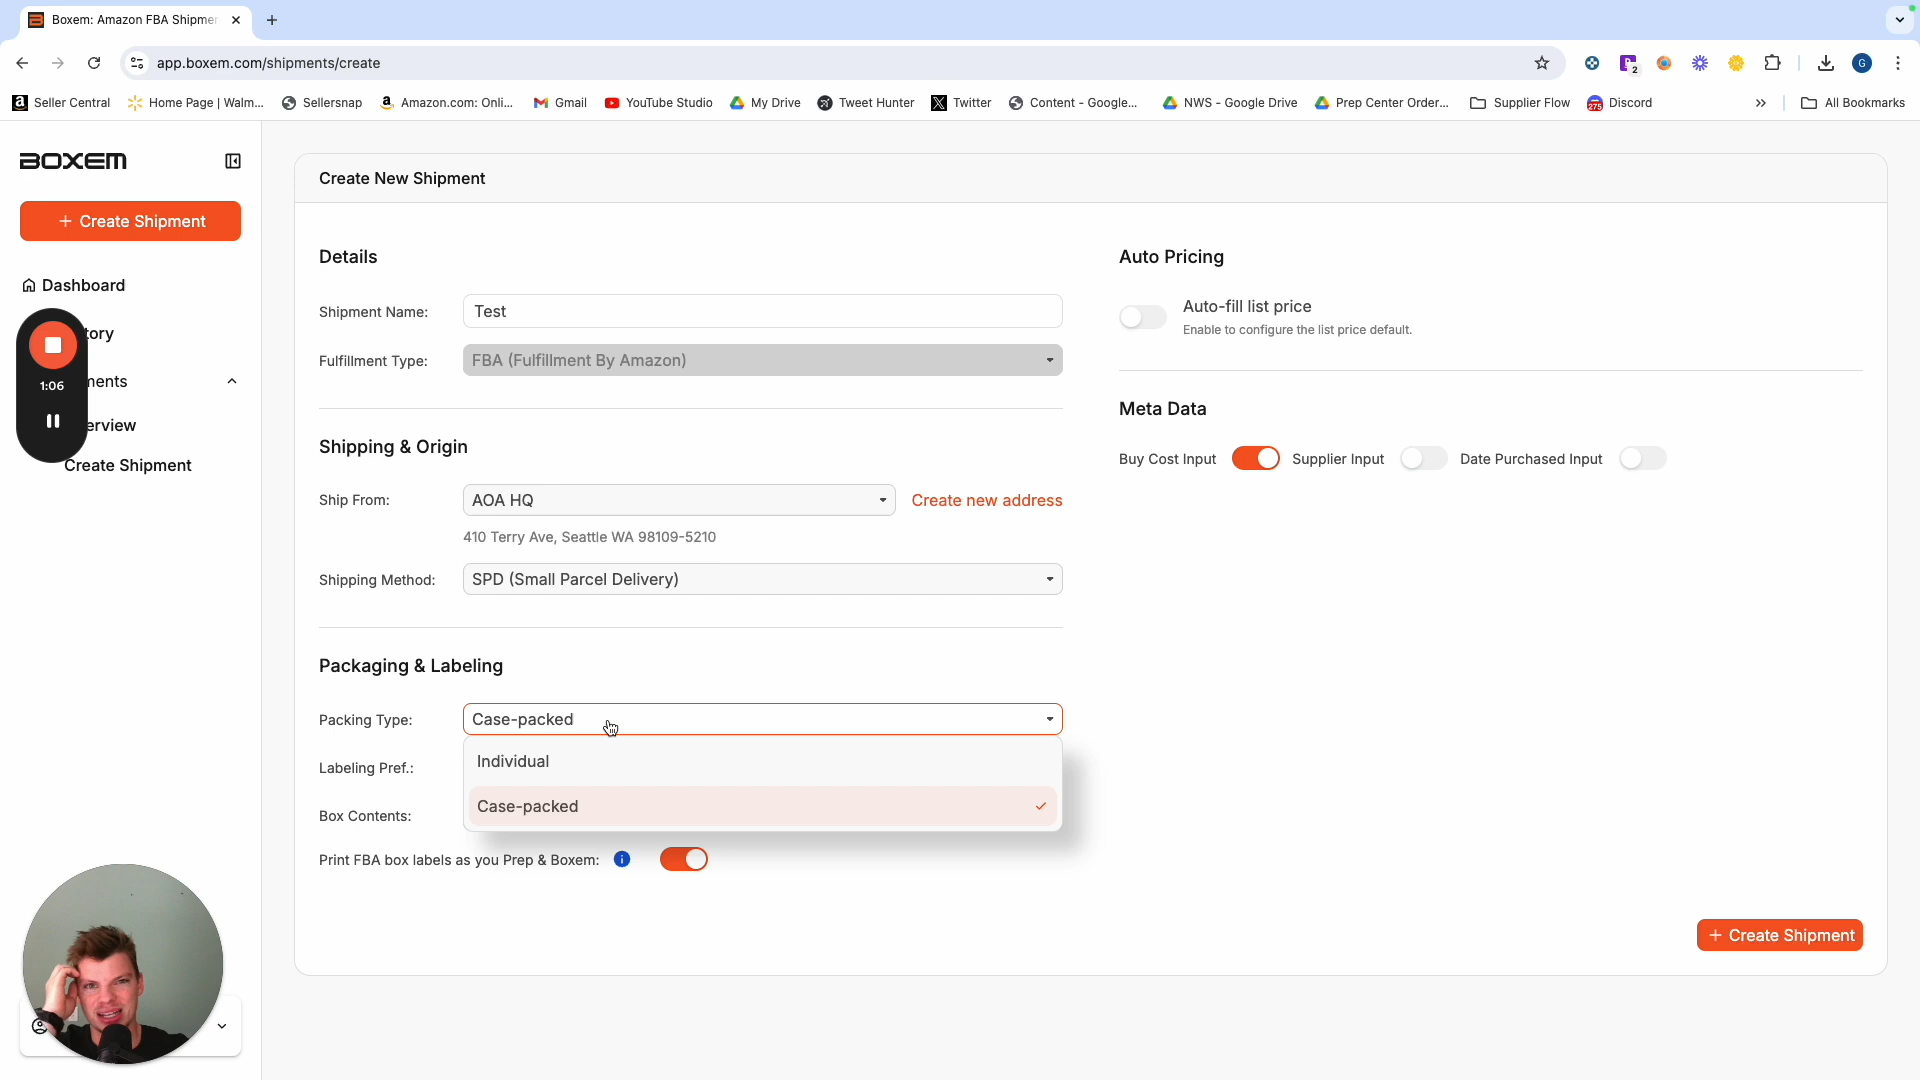 Boxem: Amazon FBA Shipme
app.boxem.com/shipments/create
2
G
Seller Central
Home Page | Walm...
Sellersnap
Amazon.com: Onli...
Gmail
YouTube Studio
My Drive
Tweet Hunter
Twitter
Content - Google...
NWS - Google Drive
Prep Center Order...
Supplier Flow
275
Discord
All Bookmarks
BOXEM
+ Create Shipment
Dashboard
tory
1:06
nents
erview
Create Shipment
Create New Shipment
Details
Shipment Name:
Test
Fulfillment Type:
FBA (Fulfillment By Amazon)
Shipping & Origin
Ship From:
AOA HQ
Create new address
410 Terry Ave, Seattle WA 98109-5210
Shipping Method:
SPD (Small Parcel Delivery)
Packaging & Labeling
Packing Type:
Case-packed
Individual
Labeling Pref.:
Case-packed
Box Contents:
Print FBA box labels as you Prep & Boxem:
Auto Pricing
Auto-fill list price
Enable to configure the list price default.
Meta Data
Buy Cost Input
Supplier Input
Date Purchased Input
+ Create Shipment